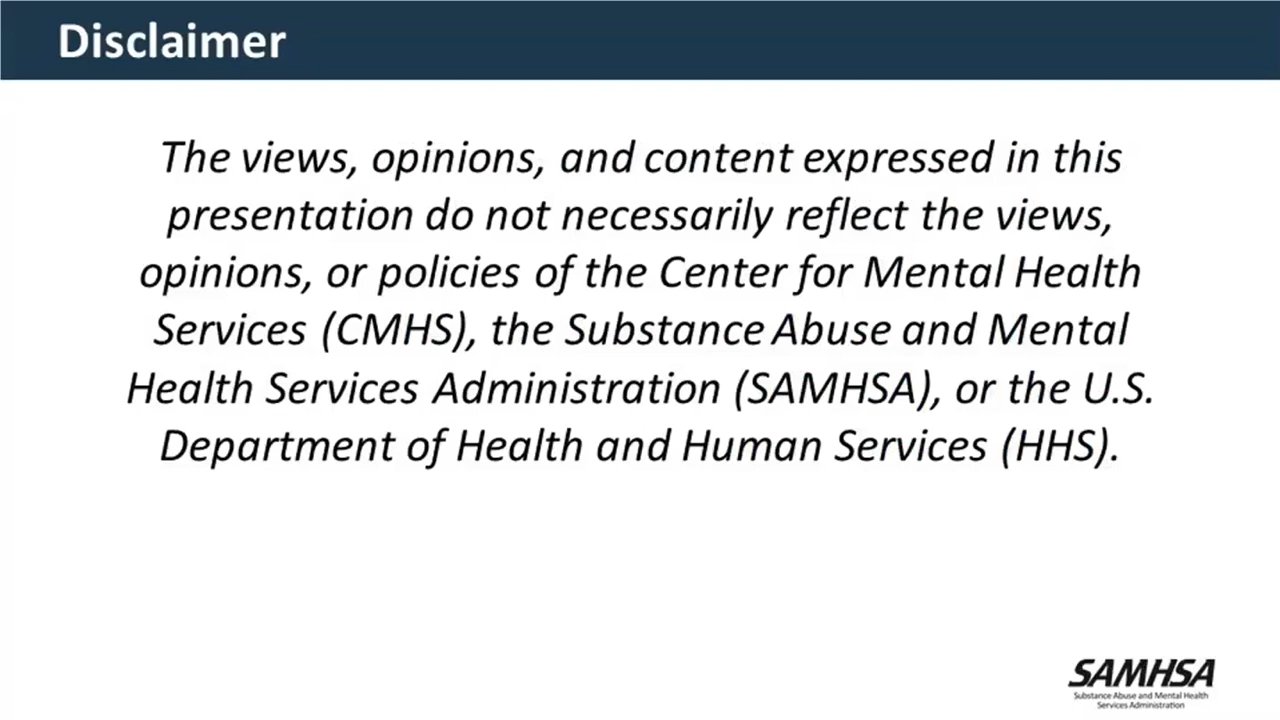 Disclaimer
The views, opinions, and content expressed in this
presentation do not necessarily reflect the views,
opinions, or policies of the Center for Mental Health
Services (CMHS), the Substance Abuse and Mental
Health Services Administration (SAMHSA), or the U.S.
Department of Health and Human Services (HHS).
SAMHSA
Substance Abuse and Mental Health
Services Administration